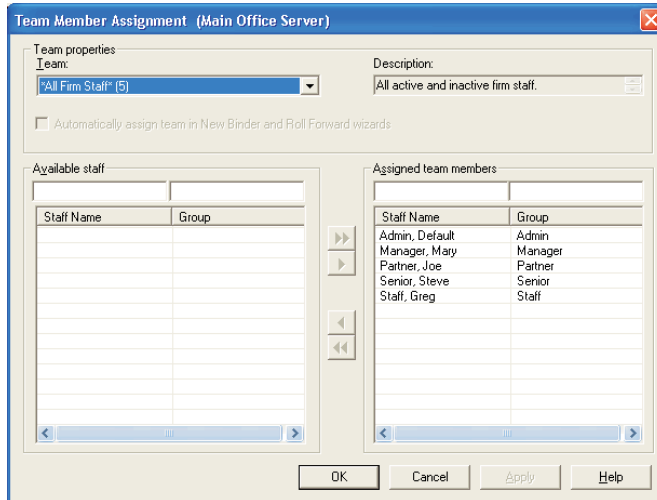 Team Member Assignment (Main Office Server)
Team properties
Team:
Description:
*All Firm Staff* (5)
All active and inactive firm staff.
Automatically assign team in New Binder and Roll Forward wizards
Available staff
Assigned team members
Staff Name Group
Staff Name Group
Admin, Default Admin
Manager, Mary Manager
Partner, Joe Partner
Senior, Steve Senior
Staff, Greg Staff
OK Cancel Apply Help